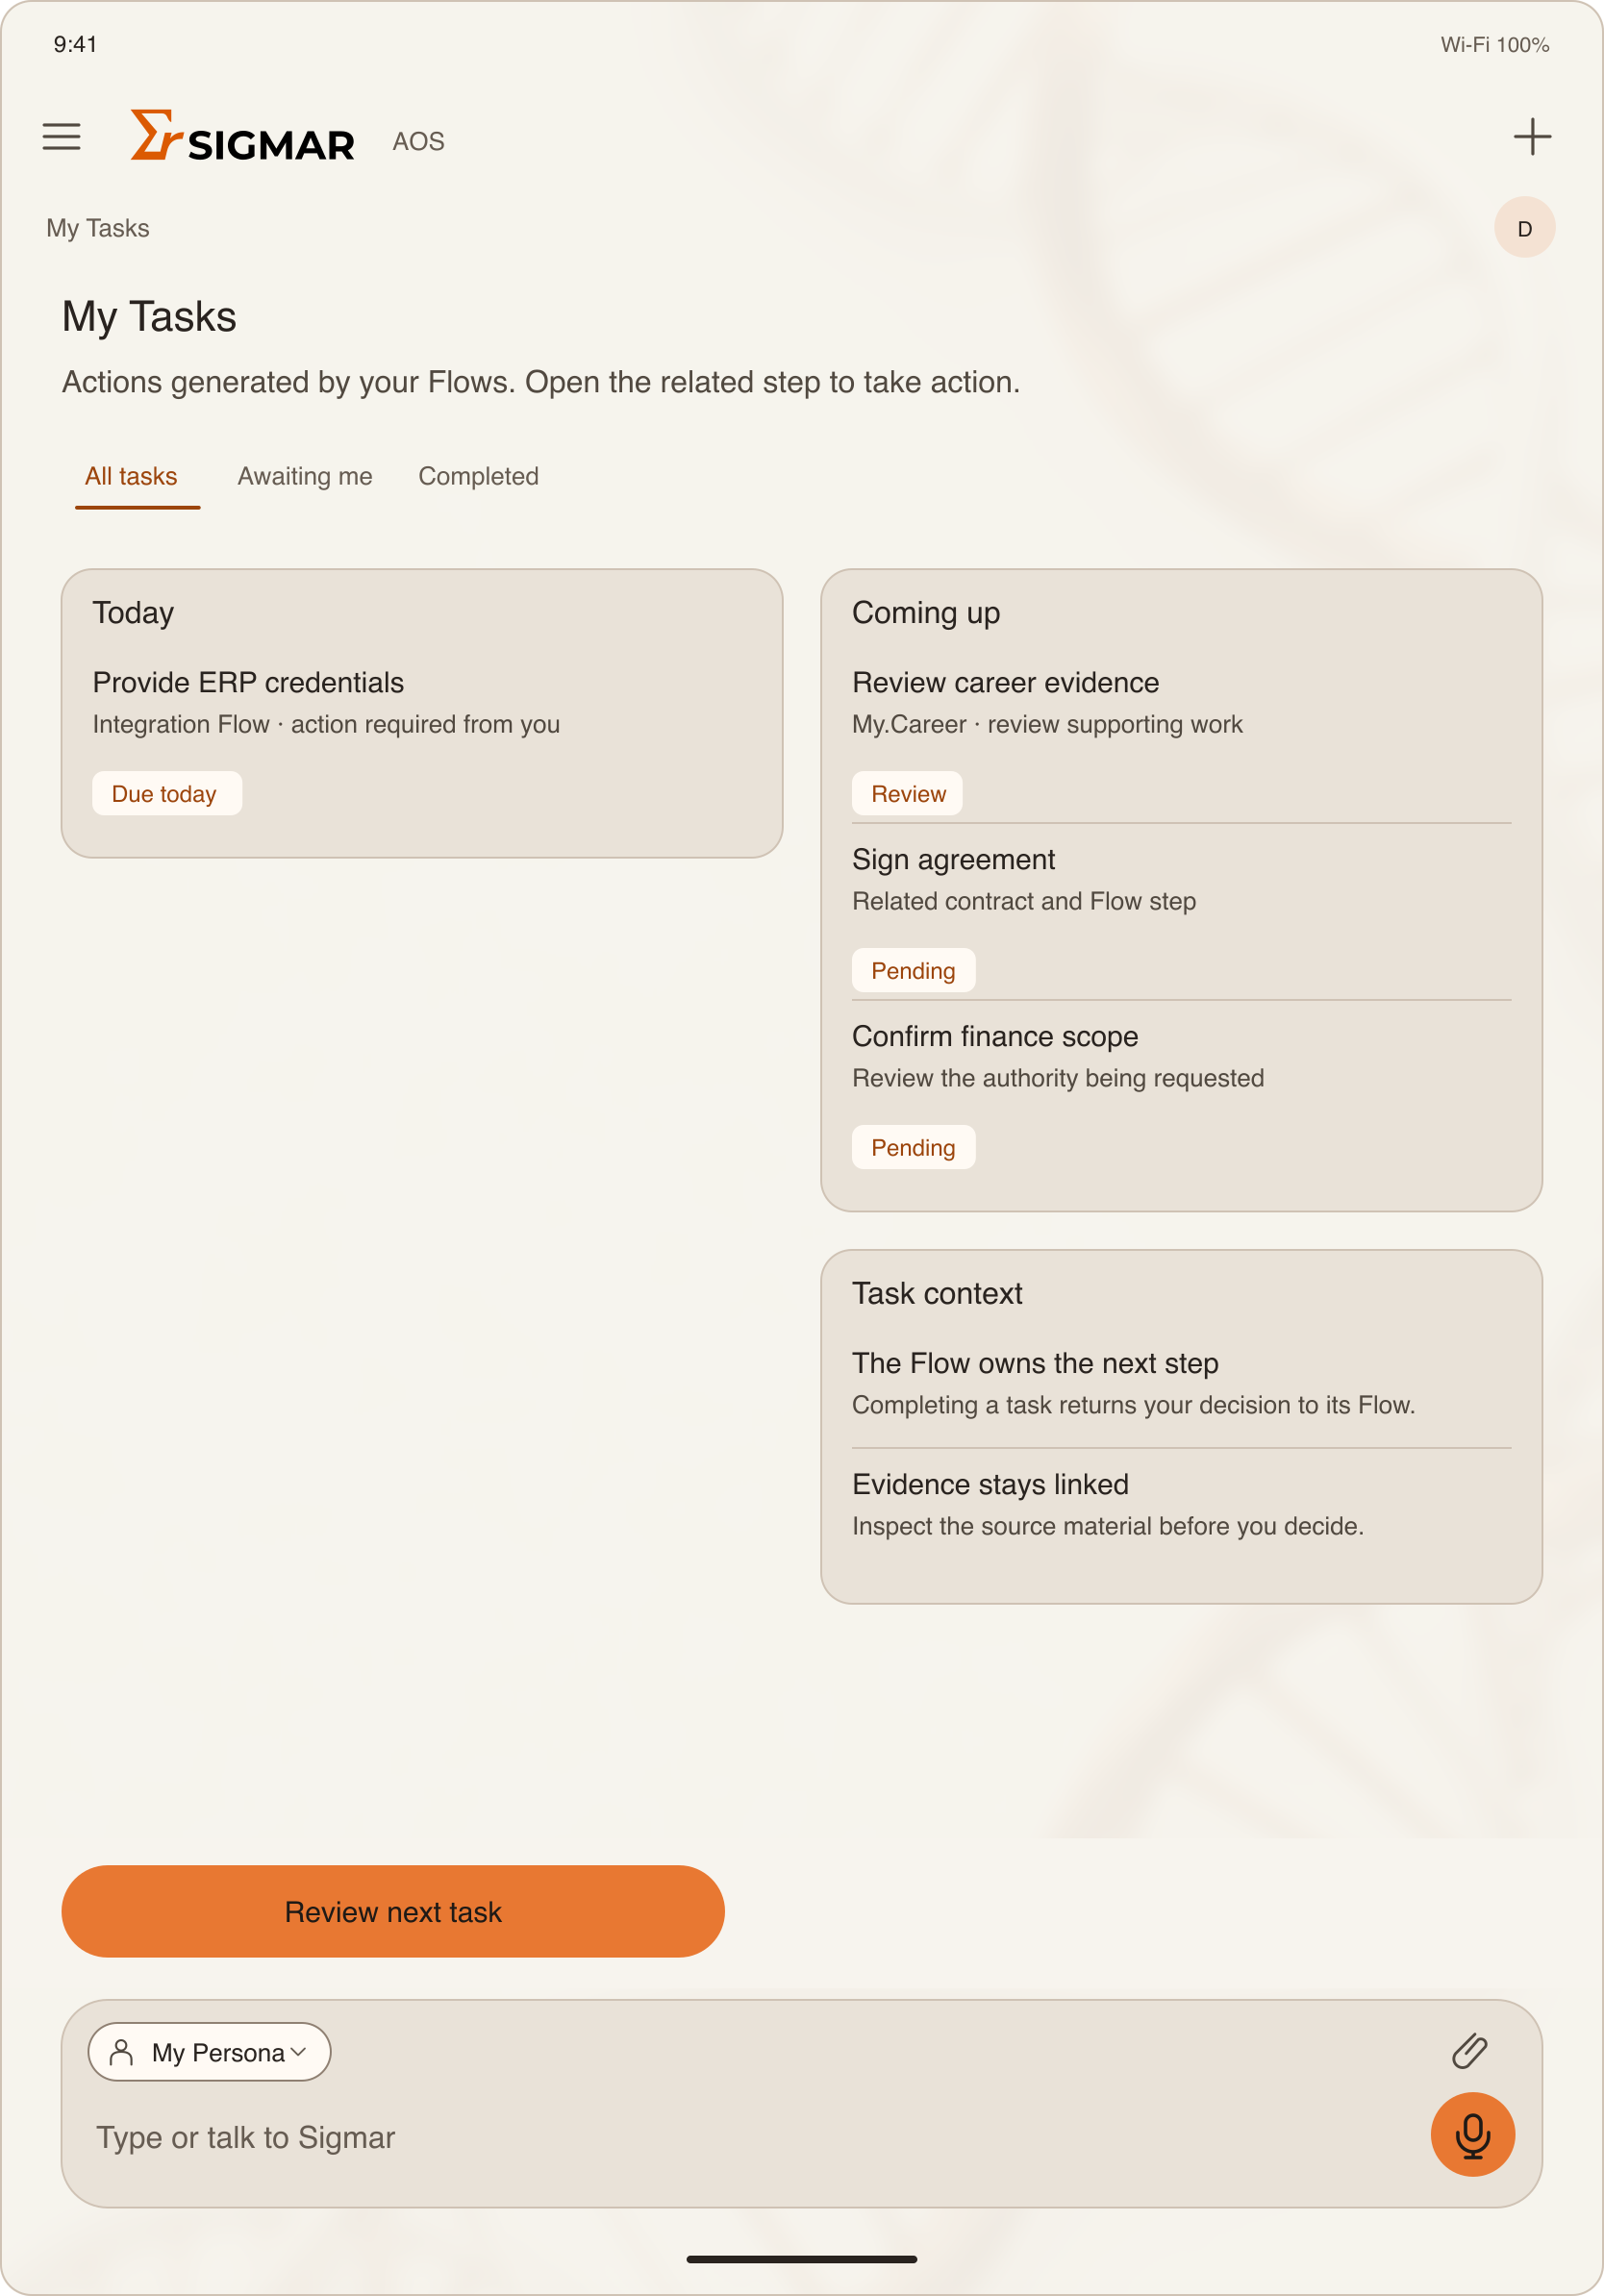 9:41
Wi-Fi 100%
Σr SIGMAR AOS
My Tasks
D
My Tasks
Actions generated by your Flows. Open the related step to take action.
All tasks
Awaiting me
Completed
Today
Provide ERP credentials
Integration Flow · action required from you
Due today
Coming up
Review career evidence
My.Career · review supporting work
Review
Sign agreement
Related contract and Flow step
Pending
Confirm finance scope
Review the authority being requested
Pending
Task context
The Flow owns the next step
Completing a task returns your decision to its Flow.
Evidence stays linked
Inspect the source material before you decide.
Review next task
My Persona
Type or talk to Sigmar